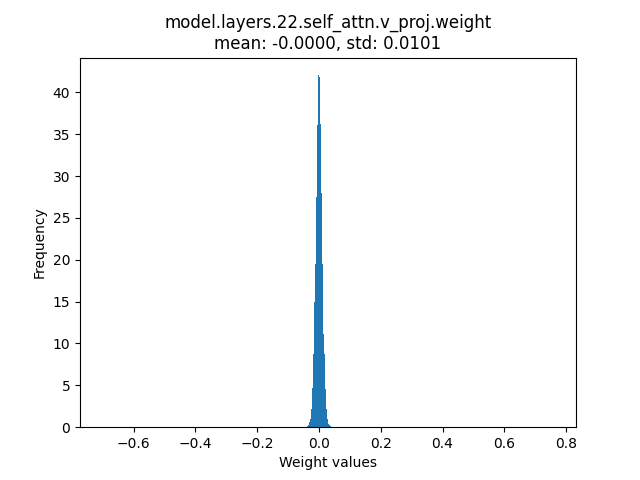 model.layers.22.self_attn.v_proj.weight
mean: -0.0000, std: 0.0101
40
35
30
25
20
15
10
5
0
Frequency
−0.6 −0.4 −0.2 0.0 0.2 0.4 0.6 0.8
Weight values